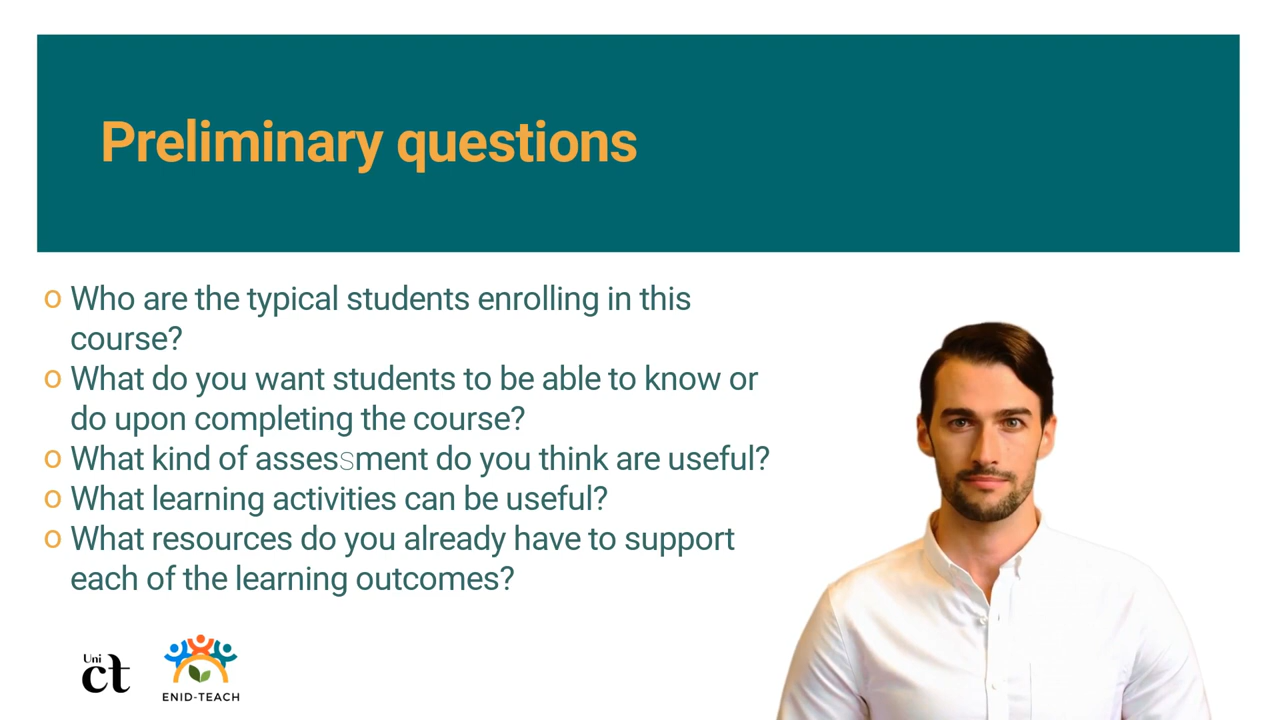 Preliminary questions
o Who are the typical students enrolling in this
course?
o What do you want students to be able to know or
do upon completing the course?
o What kind of assessment do you think are useful?
o What learning activities can be useful?
o What resources do you already have to support
each of the learning outcomes?
Uni
ct
ENID-TEACH